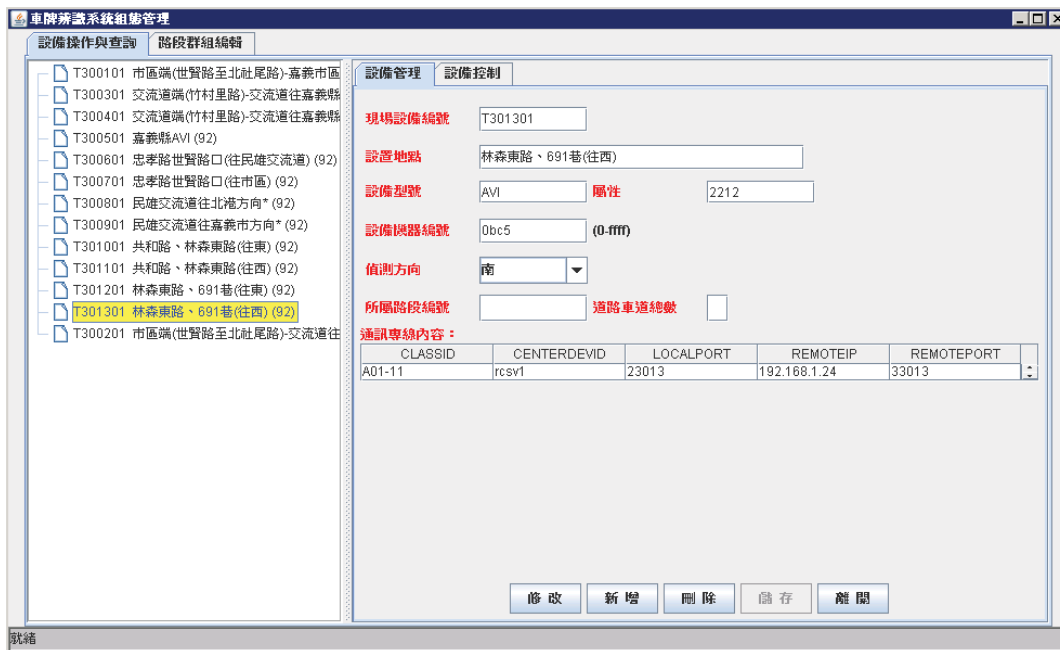 車牌辨識系統組態管理
設備操作與查詢 路段群組編輯
T300101 市區端(世賢路至北社尾路)-嘉義市區
T300301 交流道端(竹村里路)-交流道往嘉義縣
T300401 交流道端(竹村里路)-交流道往嘉義縣
T300501 嘉義縣AVI (92)
T300601 忠孝路世賢路口(往民雄交流道) (92)
T300701 忠孝路世賢路口(往市區) (92)
T300801 民雄交流道往北港方向* (92)
T300901 民雄交流道往嘉義市方向* (92)
T301001 共和路、林森東路(往東) (92)
T301101 共和路、林森東路(往西) (92)
T301201 林森東路、691巷(往東) (92)
T301301 林森東路、691巷(往西) (92)
T300201 市區端(世賢路至北社尾路)-交流道往
設備管理 設備控制
現場設備編號 T301301
設置地點 林森東路、691巷(往西)
設備型號 AVI 屬性 2212
設備機器編號 0bc5 (0-ffff)
偵測方向 南
所屬路段編號 道路車道總數
通訊專線內容：
CLASSID CENTERDEVID LOCALPORT REMOTEIP REMOTEPORT
A01-11 rcsv1 23013 192.168.1.24 33013
修改 新增 刪除 儲存 離開
就緒